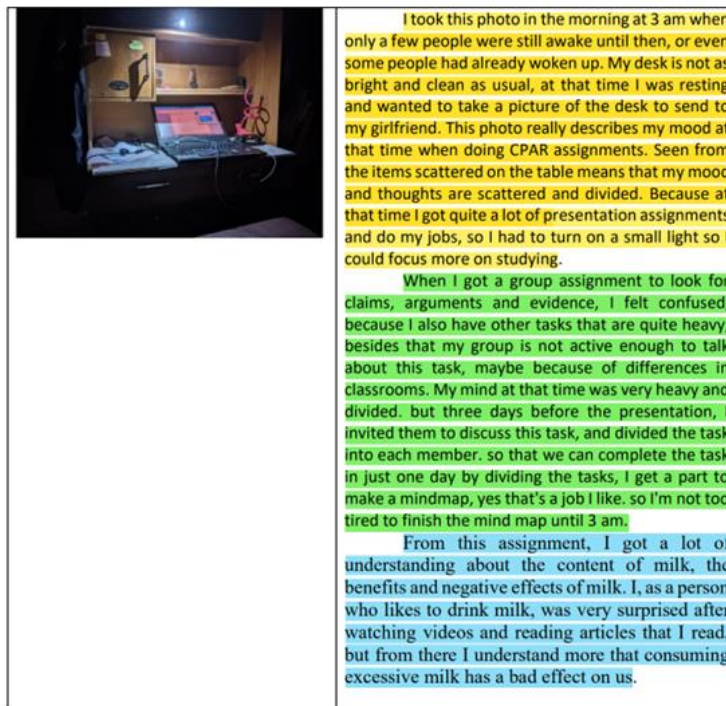 I took this photo in the morning at 3 am when
only a few people were still awake until then, or even
some people had already woken up. My desk is not as
bright and clean as usual, at that time I was resting
and wanted to take a picture of the desk to send to
my girlfriend. This photo really describes my mood at
that time when doing CPAR assignments. Seen from
the items scattered on the table means that my mood
and thoughts are scattered and divided. Because at
that time I got quite a lot of presentation assignments
and do my jobs, so I had to turn on a small light so I
could focus more on studying.
When I got a group assignment to look for
claims, arguments and evidence, I felt confused,
because I also have other tasks that are quite heavy,
besides that my group is not active enough to talk
about this task, maybe because of differences in
classrooms. My mind at that time was very heavy and
divided. but three days before the presentation, I
invited them to discuss this task, and divided the task
into each member. so that we can complete the task
in just one day by dividing the tasks, I get a part to
make a mindmap, yes that's a job I like. so I'm not too
tired to finish the mind map until 3 am.
From this assignment, I got a lot of
understanding about the content of milk, the
benefits and negative effects of milk. I, as a person
who likes to drink milk, was very surprised after
watching videos and reading articles that I read.
but from there I understand more that consuming
excessive milk has a bad effect on us.